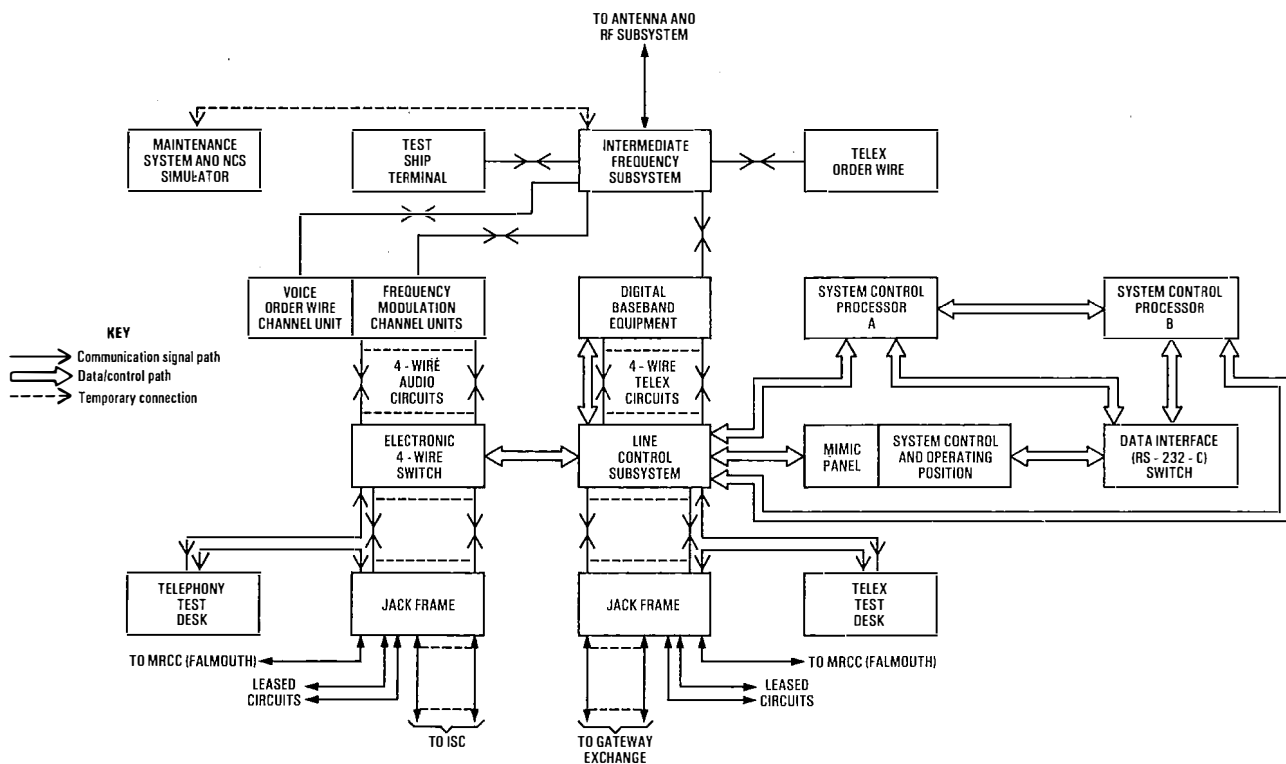 TO ANTENNA AND
RF SUBSYSTEM
MAINTENANCE
SYSTEM AND NCS
SIMULATOR
TEST
SHIP
TERMINAL
INTERMEDIATE
FREQUENCY
SUBSYSTEM
TELEX
ORDER WIRE
VOICE
ORDER WIRE
CHANNEL UNIT
FREQUENCY
MODULATION
CHANNEL UNITS
DIGITAL
BASEBAND
EQUIPMENT
SYSTEM CONTROL
PROCESSOR
A
SYSTEM CONTROL
PROCESSOR
B
KEY
Communication signal path
Data/control path
Temporary connection
4 - WIRE
AUDIO
CIRCUITS
4 - WIRE
TELEX
CIRCUITS
ELECTRONIC
4 - WIRE
SWITCH
LINE
CONTROL
SUBSYSTEM
MIMIC
PANEL
SYSTEM CONTROL
AND OPERATING
POSITION
DATA INTERFACE
(RS - 232 - C)
SWITCH
TELEPHONY
TEST
DESK
JACK FRAME
JACK FRAME
TELEX
TEST
DESK
TO MRCC (FALMOUTH)
TO MRCC (FALMOUTH)
LEASED
CIRCUITS
LEASED
CIRCUITS
TO ISC
TO GATEWAY
EXCHANGE